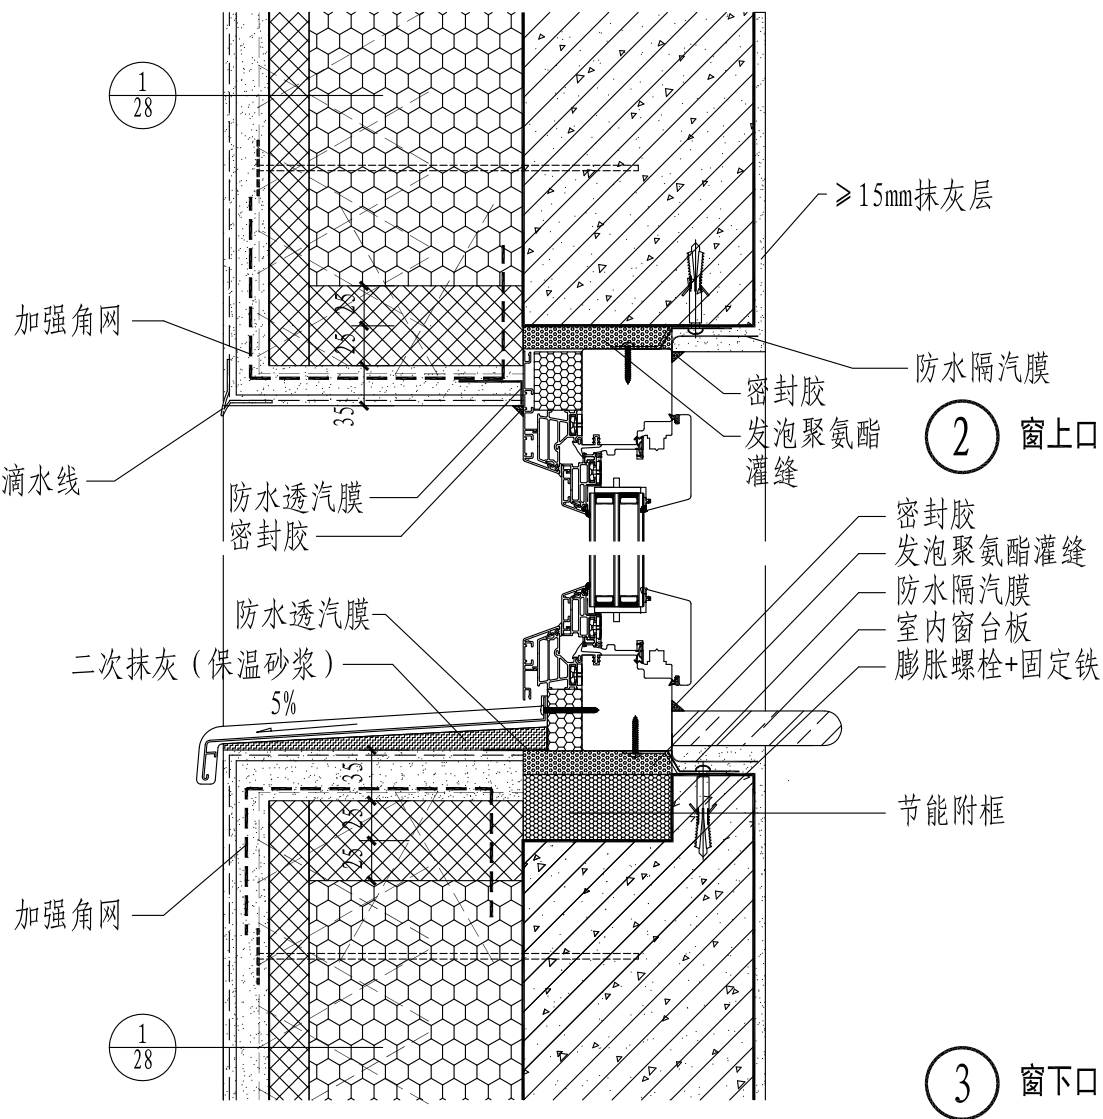 1
28
≥15mm抹灰层
加强角网
25
25
35
防水隔汽膜
密封胶
发泡聚氨酯
灌缝
2 窗上口
滴水线
防水透汽膜
密封胶
密封胶
发泡聚氨酯灌缝
防水隔汽膜
室内窗台板
膨胀螺栓+固定铁
防水透汽膜
二次抹灰（保温砂浆）
5%
35
25
25
节能附框
加强角网
1
28
3 窗下口